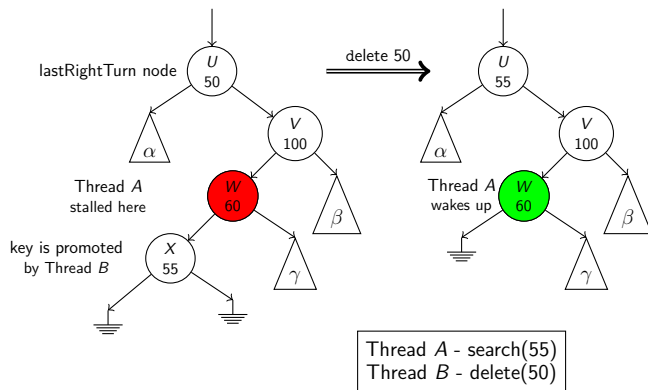 U
50
lastRightTurn node
α
V
100
Thread A
stalled here
W
60
β
key is promoted
by Thread B
X
55
γ
delete 50
U
55
α
V
100
Thread A
wakes up
W
60
β
γ
Thread A - search(55)
Thread B - delete(50)